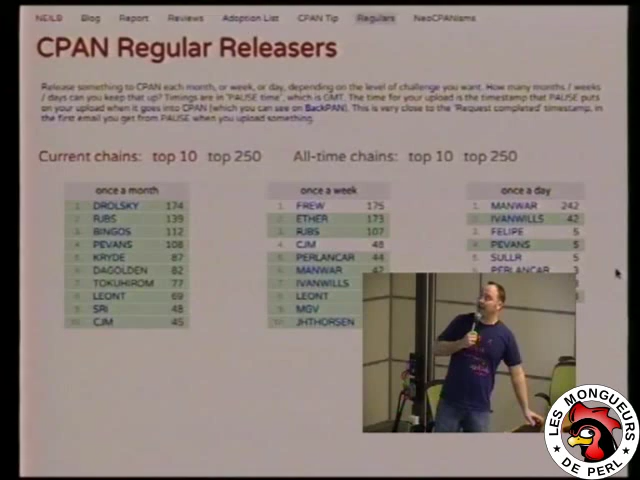 NEILB Blog Report Reviews Adoption List CPAN Tip Regulars NeoCPANisms
CPAN Regular Releasers
Release something to CPAN each month, or week, or day, depending on the level of challenge you want. How many months / weeks
/ days can you keep that up? Timings are in 'PAUSE time', which is GMT. The time for your upload is the timestamp that PAUSE puts
on your upload when it goes into CPAN (which you can see on BackPAN). This is very close to the 'Request completed' timestamp, in
the first email you get from PAUSE when you upload something.
Current chains: top 10 top 250 All-time chains: top 10 top 250
once a month
1. DROLSKY 174
2. RJBS 139
3. BINGOS 112
4. PEVANS 108
5. KRYDE 87
6. DAGOLDEN 82
7. TOKUHIROM 77
8. LEONT 69
9. SRI 48
10. CJM 45
once a week
1. FREW 175
2. ETHER 173
3. RJBS 107
4. CJM 48
5. PERLANCAR 44
6. MANWAR 42
7. IVANWILLS
8. LEONT
9. MGV
10. JHTHORSEN
once a day
1. MANWAR 242
2. IVANWILLS 42
3. FELIPE 5
4. PEVANS 5
5. SULLR 5
6. PERLANCAR 3
LES MONGUEURS
★ DE PERL ★